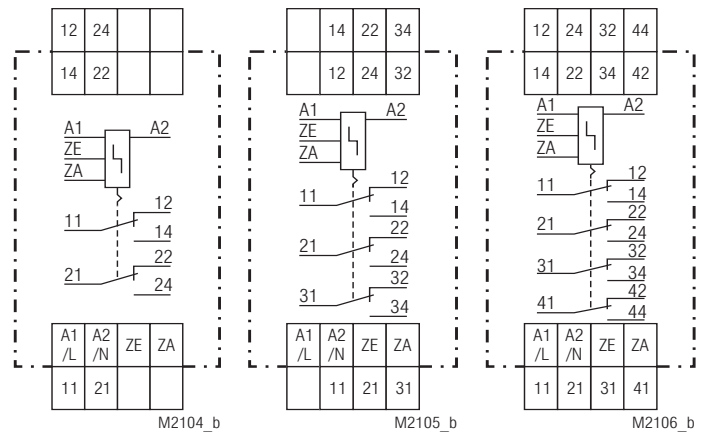 12 24
14 22
A1 A2
ZE
ZA
12
11
14
22
21
24
A1/L A2/N ZE ZA
11 21
M2104_b
14 22 34
12 24 32
A1 A2
ZE
ZA
12
11
14
22
21
24
32
31
34
A1/L A2/N ZE ZA
11 21 31
M2105_b
12 24 32 44
14 22 34 42
A1 A2
ZE
ZA
12
11
14
22
21
24
32
31
34
42
41
44
A1/L A2/N ZE ZA
11 21 31 41
M2106_b